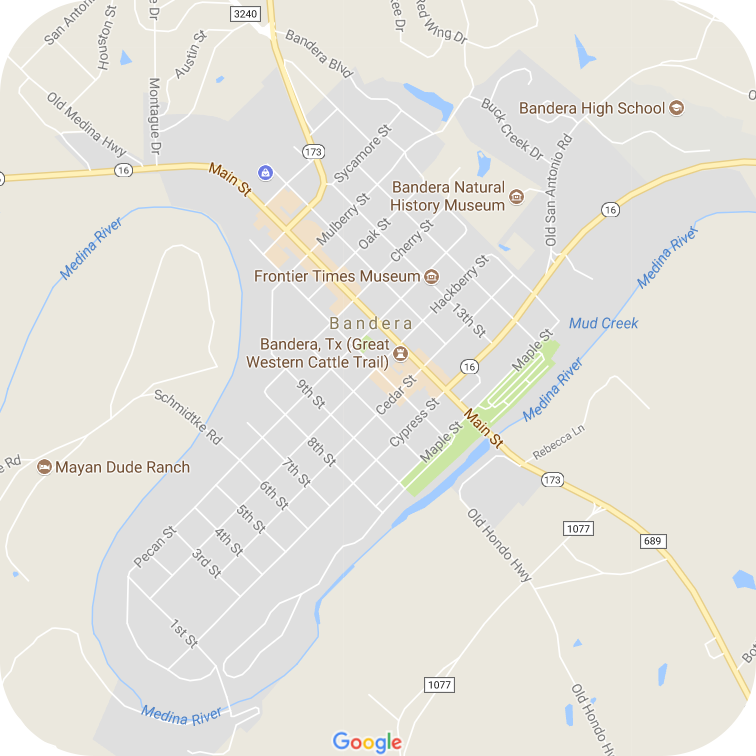 3240
San Antonio
Houston St
Austin St
Bandera Blvd
Red Wing Dr
Old Medina Hwy
Montague Dr
173
Sycamore St
Buck Creek Dr
Bandera High School
16
Main St
Bandera Natural
History Museum
Old San Antonio Rd
16
Medina River
Mulberry St
Oak St
Cherry St
Medina River
Frontier Times Museum
Hackberry St
13th St
Bandera
Mud Creek
Bandera, Tx (Great
Western Cattle Trail)
16
Maple St
Medina River
9th St
Cedar St
Cypress St
Schmidtke Rd
Main St
Maple St
Rebecca Ln
Mayan Dude Ranch
8th St
7th St
6th St
5th St
4th St
3rd St
Pecan St
173
1077
689
Old Hondo Hwy
1st St
1077
Medina River
Old Hondo Hwy
Google